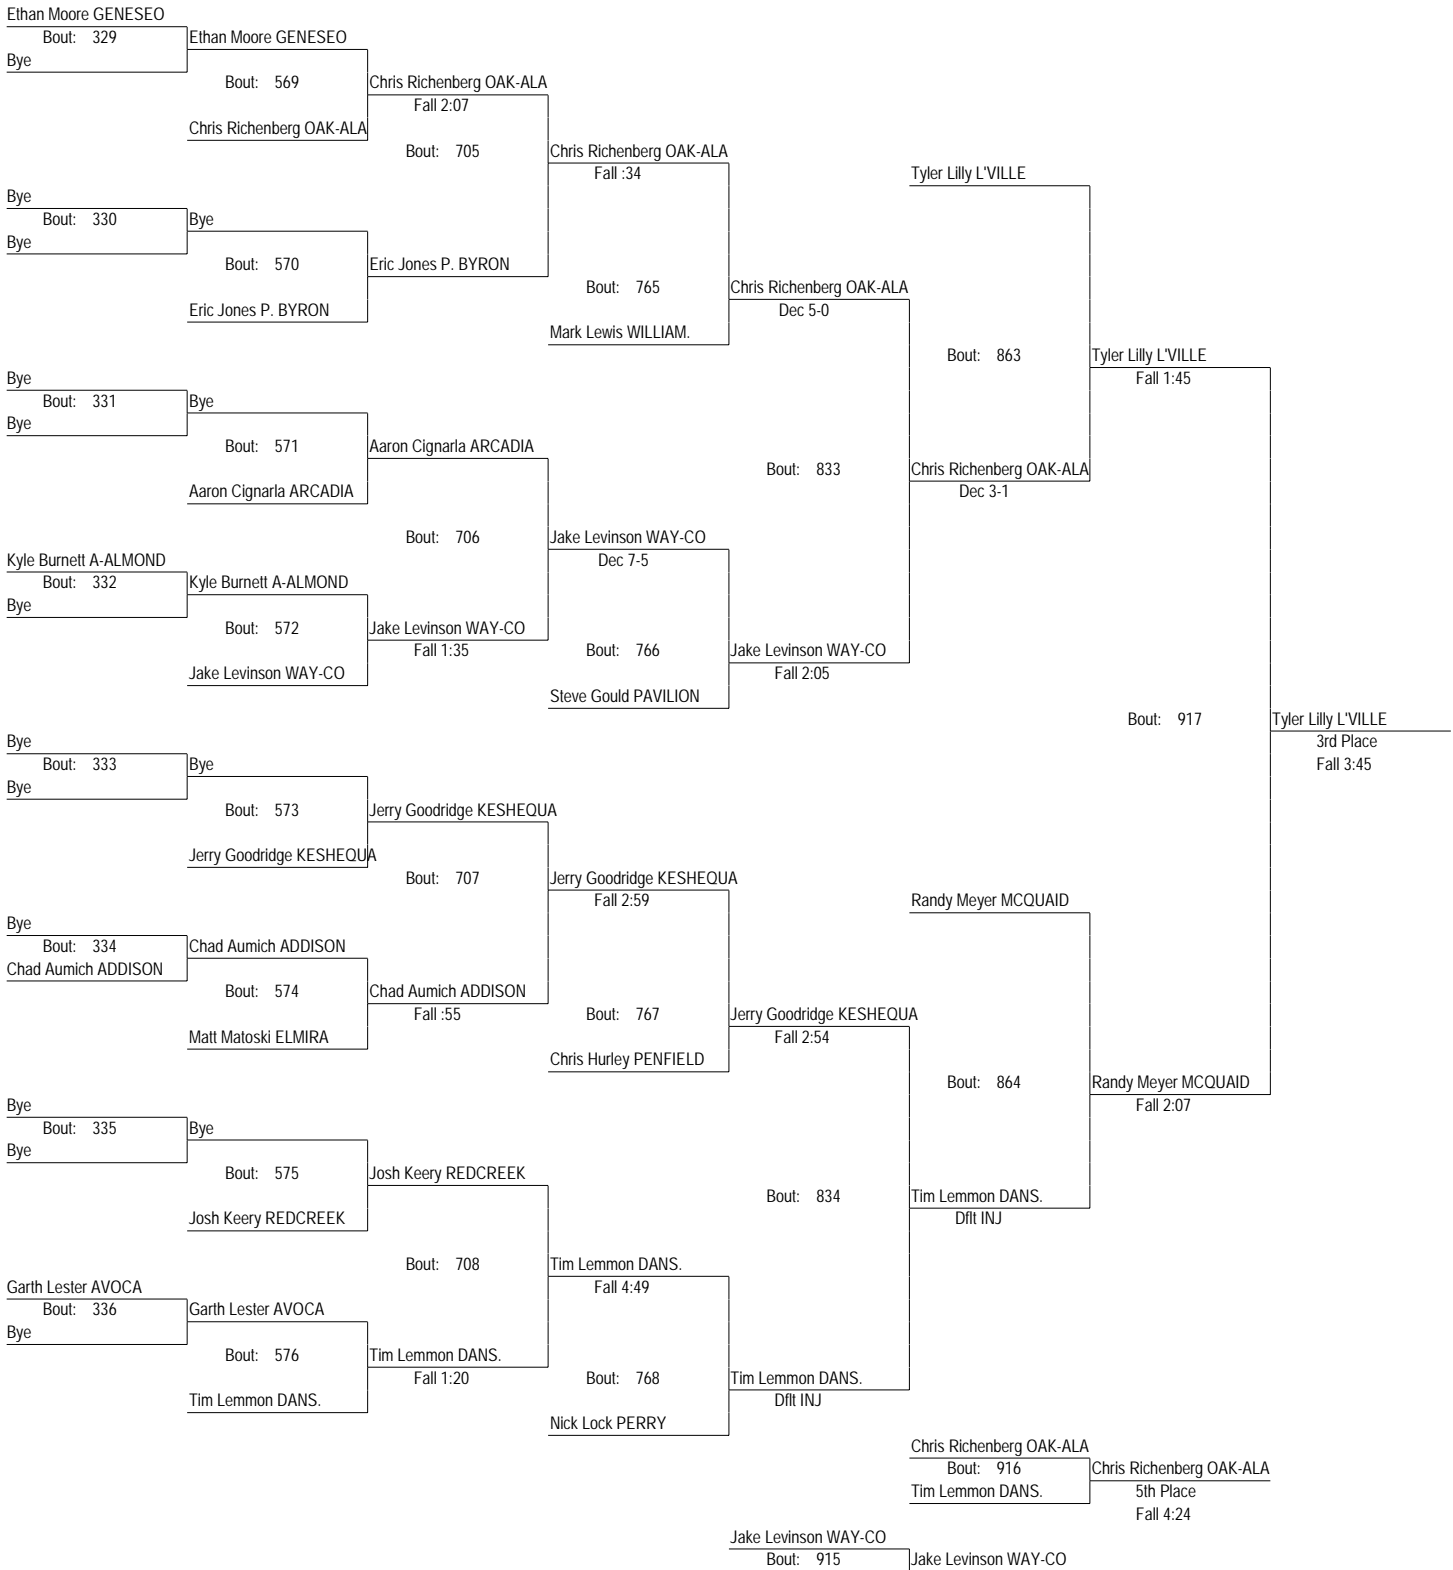 Ethan Moore GENESEO
Bout: 329
Bye
Ethan Moore GENESEO
Bout: 569
Chris Richenberg OAK-ALA
Chris Richenberg OAK-ALA
Fall 2:07
Bout: 705
Bye
Bout: 330
Bye
Bye
Bout: 570
Eric Jones P. BYRON
Eric Jones P. BYRON
Chris Richenberg OAK-ALA
Fall :34
Bout: 765
Mark Lewis WILLIAM.
Chris Richenberg OAK-ALA
Dec 5-0
Bye
Bout: 331
Bye
Bye
Bout: 571
Aaron Cignarla ARCADIA
Aaron Cignarla ARCADIA
Bout: 706
Kyle Burnett A-ALMOND
Bout: 332
Bye
Kyle Burnett A-ALMOND
Bout: 572
Jake Levinson WAY-CO
Jake Levinson WAY-CO
Fall 1:35
Jake Levinson WAY-CO
Dec 7-5
Bout: 766
Steve Gould PAVILION
Jake Levinson WAY-CO
Fall 2:05
Bout: 833
Tyler Lilly L'VILLE
Bout: 863
Chris Richenberg OAK-ALA
Dec 3-1
Tyler Lilly L'VILLE
Fall 1:45
Bye
Bout: 333
Bye
Bye
Bout: 573
Jerry Goodridge KESHEQUA
Jerry Goodridge KESHEQUA
Bout: 707
Bye
Bout: 334
Chad Aumich ADDISON
Chad Aumich ADDISON
Bout: 574
Matt Matoski ELMIRA
Chad Aumich ADDISON
Fall :55
Jerry Goodridge KESHEQUA
Fall 2:59
Bout: 767
Chris Hurley PENFIELD
Jerry Goodridge KESHEQUA
Fall 2:54
Bye
Bout: 335
Bye
Bye
Bout: 575
Josh Keery REDCREEK
Josh Keery REDCREEK
Bout: 708
Garth Lester AVOCA
Bout: 336
Bye
Garth Lester AVOCA
Bout: 576
Tim Lemmon DANS.
Tim Lemmon DANS.
Fall 1:20
Tim Lemmon DANS.
Fall 4:49
Bout: 768
Nick Lock PERRY
Tim Lemmon DANS.
Dflt INJ
Bout: 834
Randy Meyer MCQUAID
Bout: 864
Tim Lemmon DANS.
Dflt INJ
Randy Meyer MCQUAID
Fall 2:07
Bout: 917
Tyler Lilly L'VILLE
3rd Place
Fall 3:45
Chris Richenberg OAK-ALA
Bout: 916
Tim Lemmon DANS.
Chris Richenberg OAK-ALA
5th Place
Fall 4:24
Jake Levinson WAY-CO
Bout: 915
Jake Levinson WAY-CO